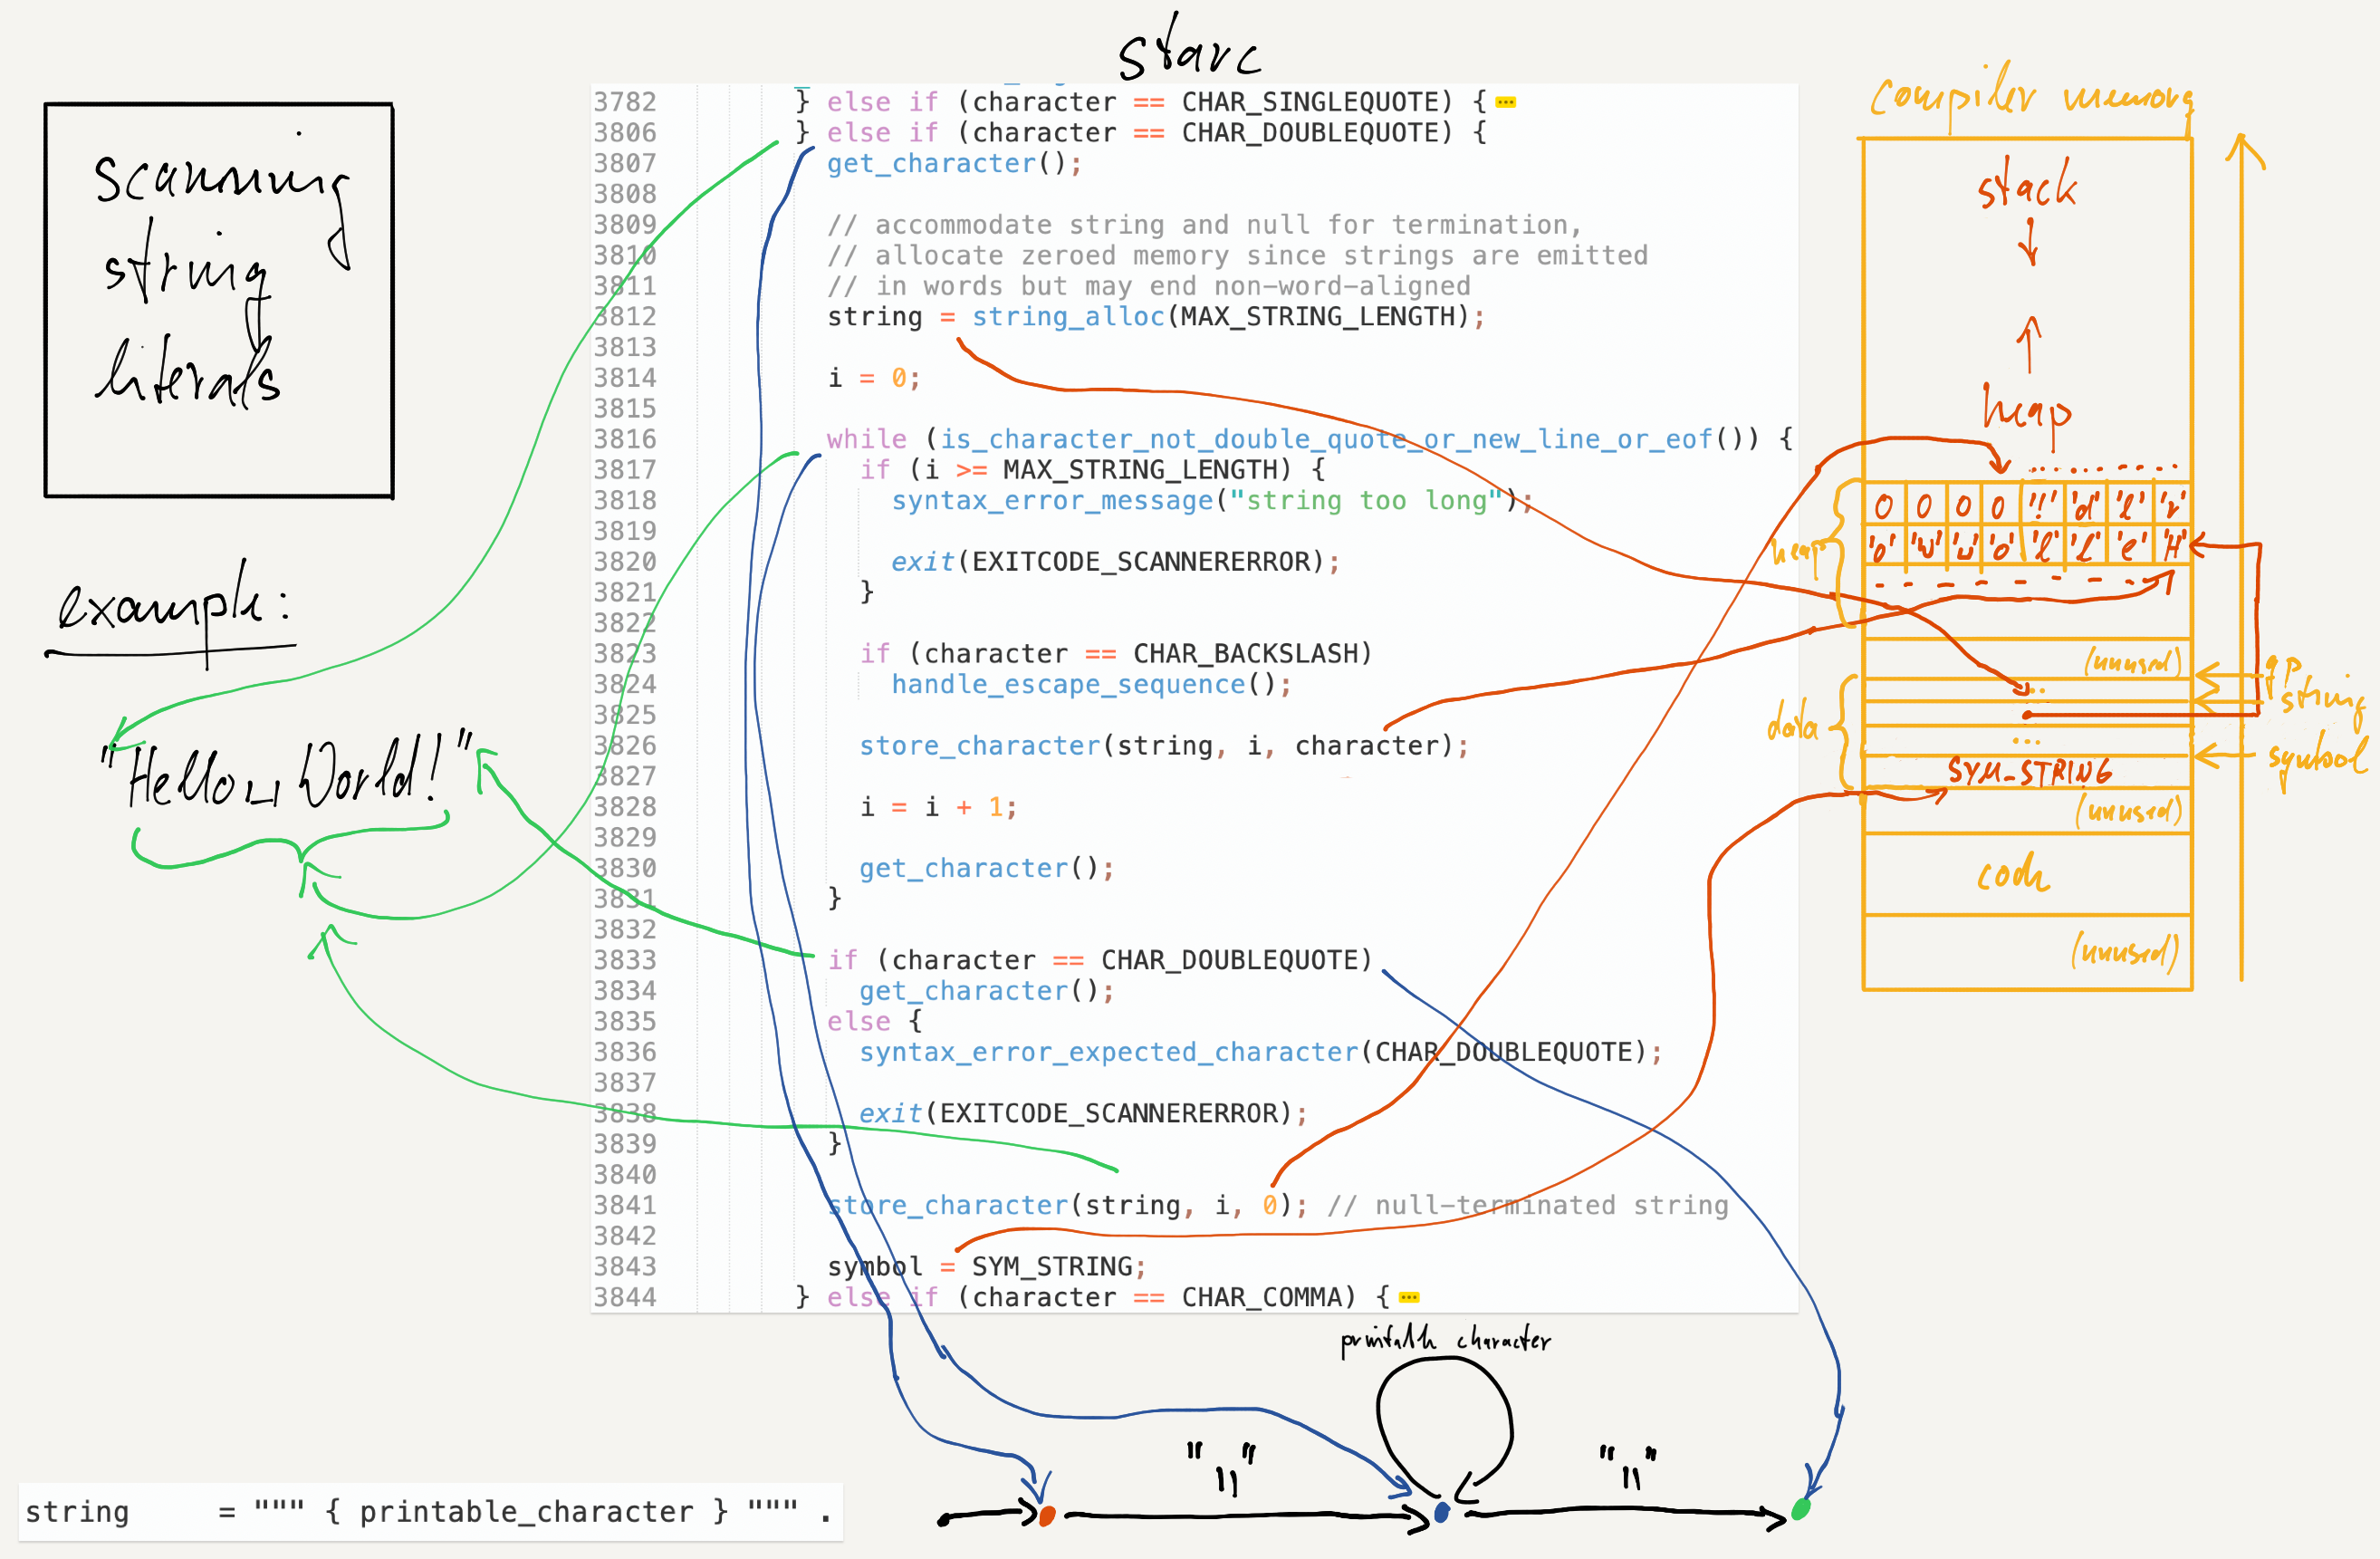 starc
scanning
string
literals
example:
"Hello␣World!"
3782 } else if (character == CHAR_SINGLEQUOTE) {
3806 } else if (character == CHAR_DOUBLEQUOTE) {
3807 get_character();
3808
3809 // accommodate string and null for termination,
3810 // allocate zeroed memory since strings are emitted
3811 // in words but may end non-word-aligned
3812 string = string_alloc(MAX_STRING_LENGTH);
3813
3814 i = 0;
3815
3816 while (is_character_not_double_quote_or_new_line_or_eof()) {
3817 if (i >= MAX_STRING_LENGTH) {
3818 syntax_error_message("string too long");
3819
3820 exit(EXITCODE_SCANNERERROR);
3821 }
3822
3823 if (character == CHAR_BACKSLASH)
3824 handle_escape_sequence();
3825
3826 store_character(string, i, character);
3827
3828 i = i + 1;
3829
3830 get_character();
3831 }
3832
3833 if (character == CHAR_DOUBLEQUOTE)
3834 get_character();
3835 else {
3836 syntax_error_expected_character(CHAR_DOUBLEQUOTE);
3837
3838 exit(EXITCODE_SCANNERERROR);
3839 }
3840
3841 store_character(string, i, 0); // null-terminated string
3842
3843 symbol = SYM_STRING;
3844 } else if (character == CHAR_COMMA) {
compiler memory
stack
heap
0 0 0 0 '!' 'd' 'l' 'r'
'o' 'W' '␣' 'o' 'l' 'l' 'e' 'H'
heap
(unused)
gp
string
data
...
symbol
SYM_STRING
(unused)
code
(unused)
printable character
""" """
string = """ { printable_character } """ .